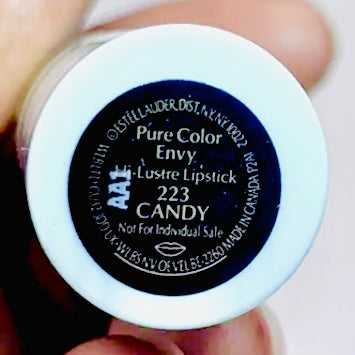 ©ESTEE LAUDER, DIST. N.Y., NY 10022
Pure Color
Envy
Hi-Lustre Lipstick
223
CANDY
Not For Individual Sale
AA1
MADE IN CANADA